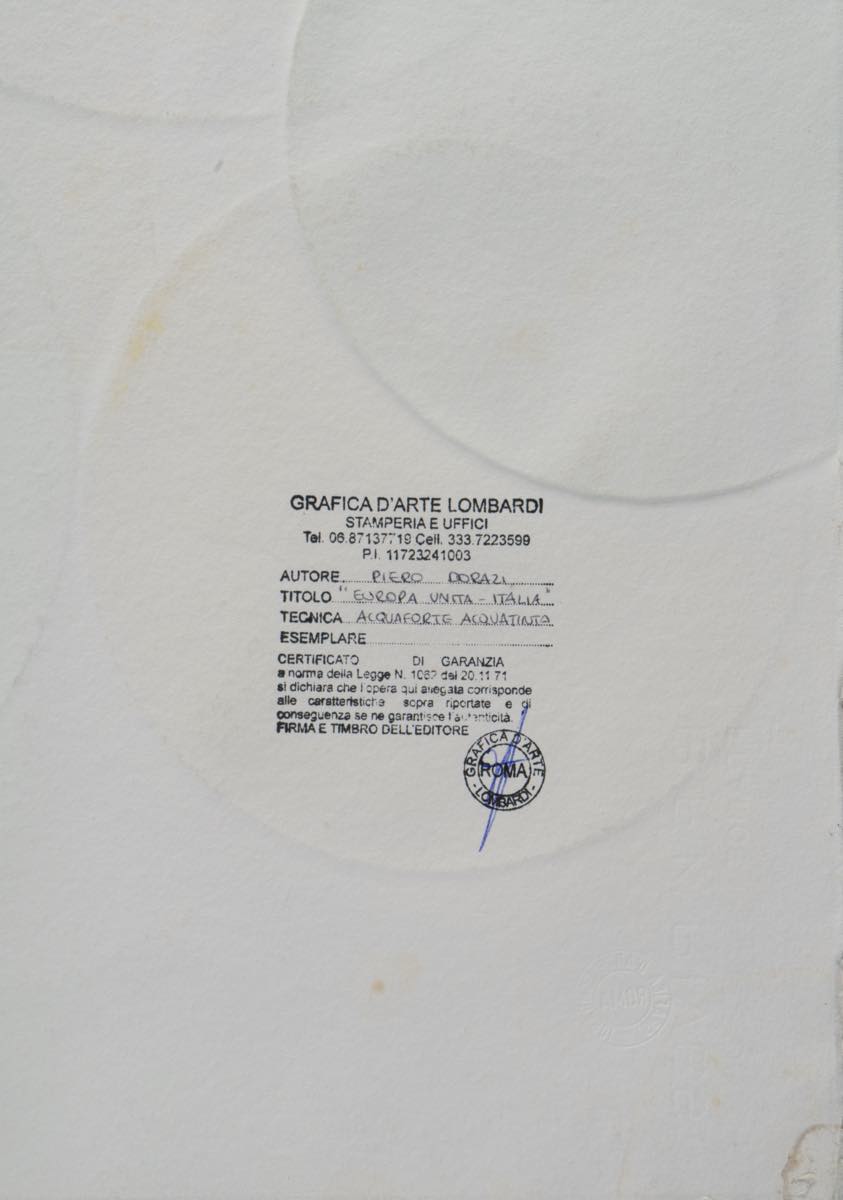 GRAFICA D'ARTE LOMBARDI
STAMPERIA E UFFICI
Tel. 06.87137719 Cell. 333.7223599
P.I. 11723241003
AUTORE PIERO DORAZI
TITOLO "EUROPA UNITA - ITALIA"
TECNICA ACQUAFORTE ACQUATINTA
ESEMPLARE
CERTIFICATO DI GARANZIA
a norma della Legge N. 1062 del 20.11.71
si dichiara che l'opera qui allegata corrisponde
alle caratteristiche sopra riportate e di
conseguenza se ne garantisce l'autenticità.
FIRMA E TIMBRO DELL'EDITORE
GRAFICA D'ARTE
ROMA
- LOMBARDI -